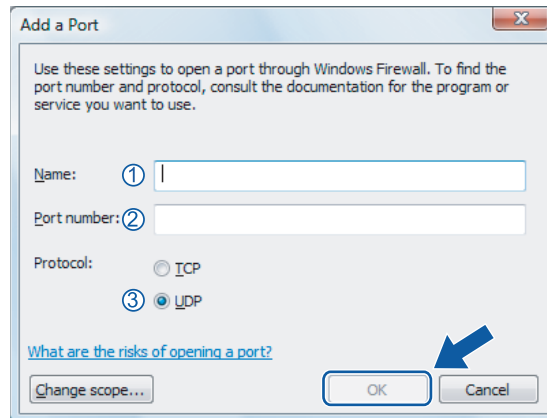 Add a Port
Use these settings to open a port through Windows Firewall. To find the
port number and protocol, consult the documentation for the program or
service you want to use.
Name: ①
Port number: ②
Protocol: TCP
③ UDP
What are the risks of opening a port?
Change scope... OK Cancel